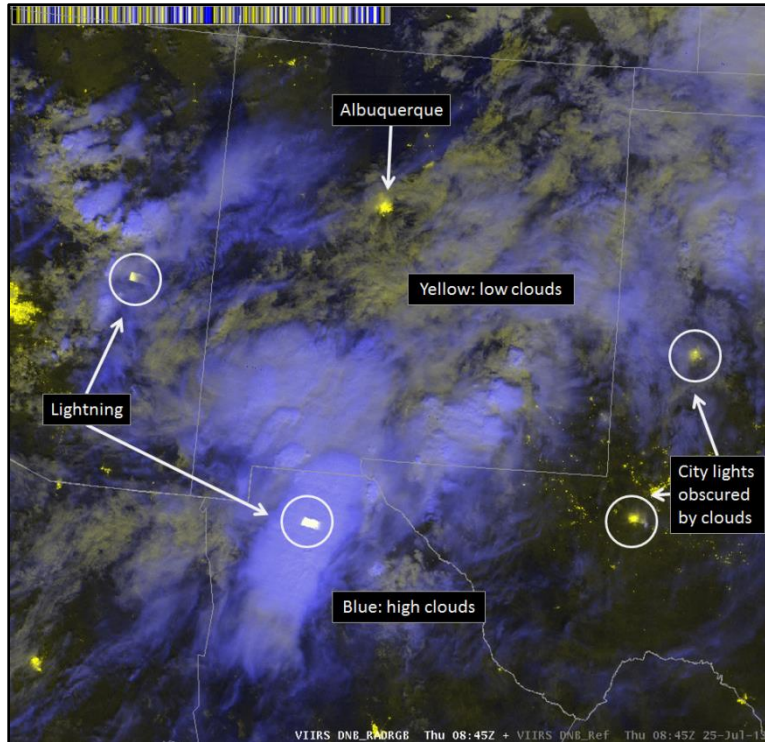 Albuquerque
Yellow: low clouds
Lightning
City lights
obscured
by clouds
Blue: high clouds
VIIRS DNB_RADRGB Thu 08:45Z + VIIRS DNB_Ref Thu 08:45Z 25-Jul-13